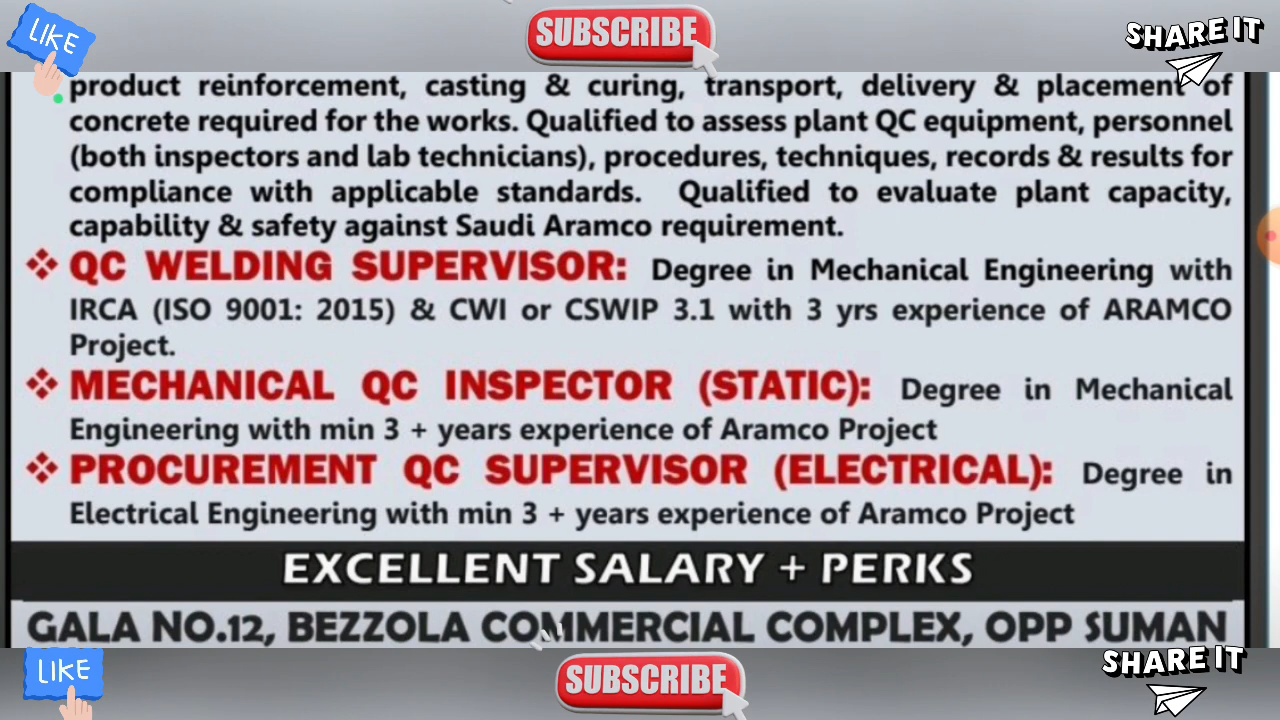 LIKE
SUBSCRIBE
SHARE IT
product reinforcement, casting & curing, transport, delivery & placement of
concrete required for the works. Qualified to assess plant QC equipment, personnel
(both inspectors and lab technicians), procedures, techniques, records & results for
compliance with applicable standards. Qualified to evaluate plant capacity,
capability & safety against Saudi Aramco requirement.
❖ QC WELDING SUPERVISOR: Degree in Mechanical Engineering with
IRCA (ISO 9001: 2015) & CWI or CSWIP 3.1 with 3 yrs experience of ARAMCO
Project.
❖ MECHANICAL QC INSPECTOR (STATIC): Degree in Mechanical
Engineering with min 3 + years experience of Aramco Project
❖ PROCUREMENT QC SUPERVISOR (ELECTRICAL): Degree in
Electrical Engineering with min 3 + years experience of Aramco Project
EXCELLENT SALARY + PERKS
GALA NO.12, BEZZOLA COMMERCIAL COMPLEX, OPP SUMAN
LIKE
SUBSCRIBE
SHARE IT